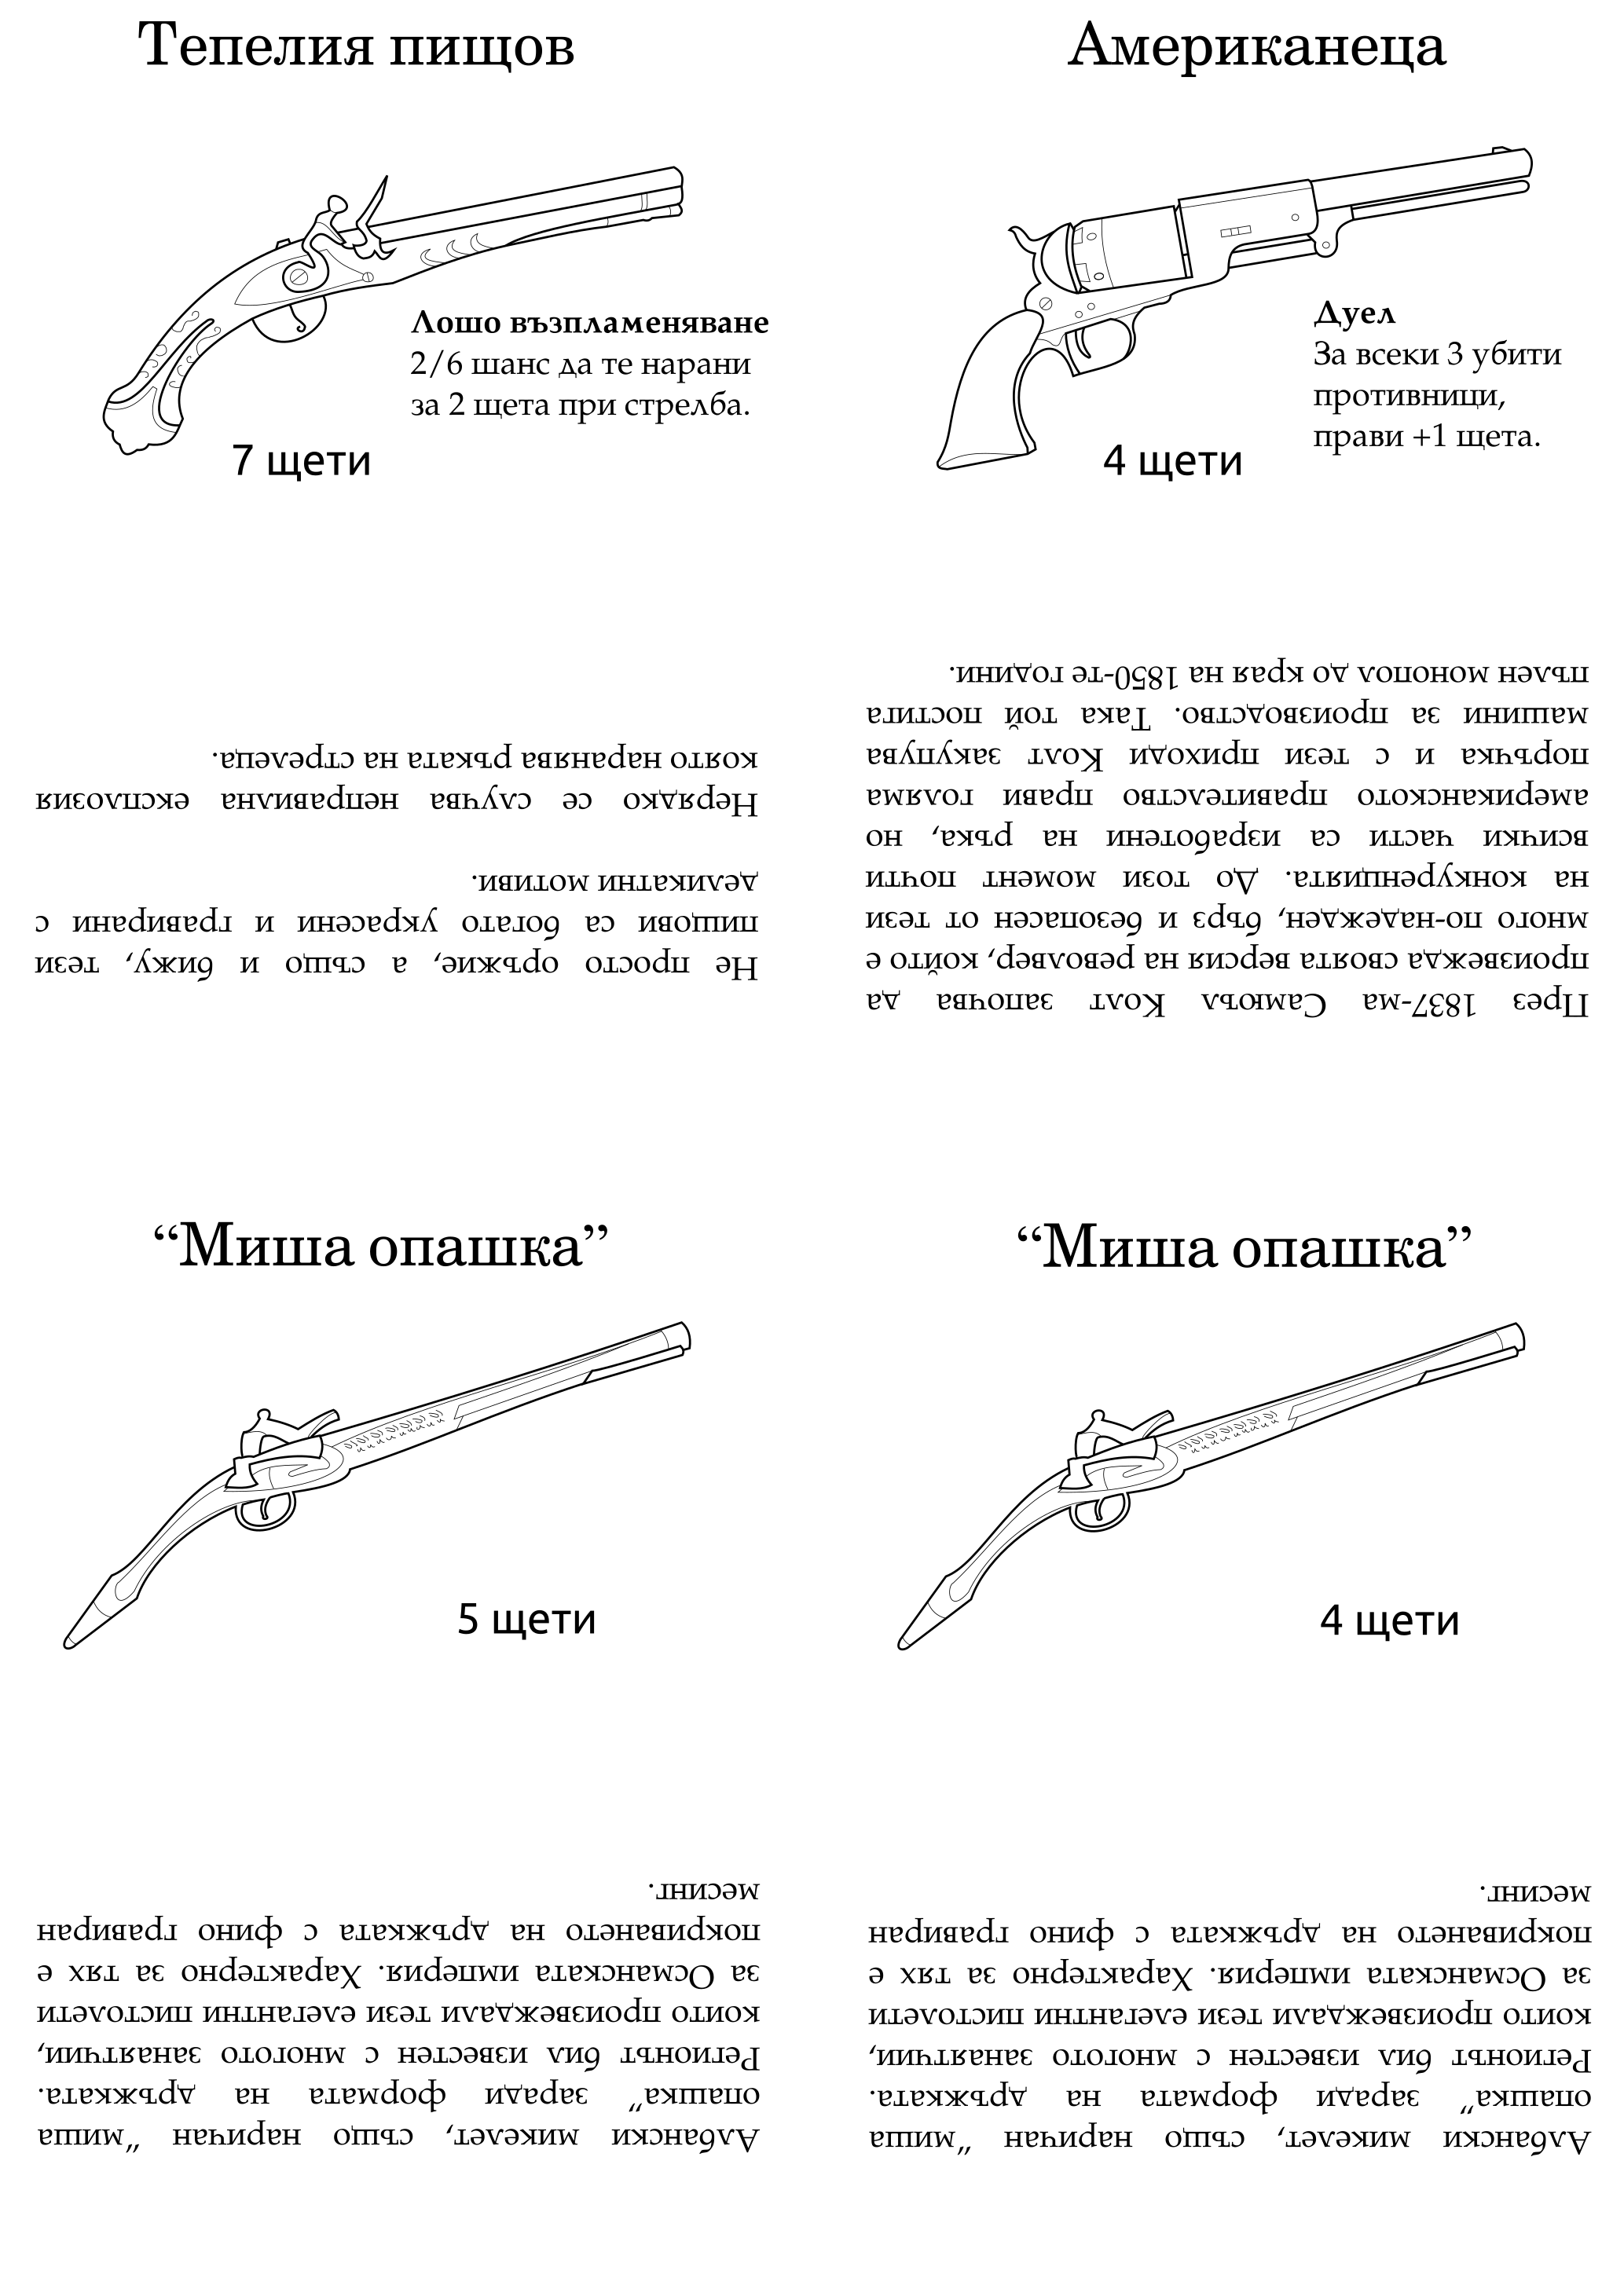 Тепелия пищов
Лошо възпламеняване
2/6 шанс да те нарани
за 2 щета при стрелба.
7 щети
Не просто оръжие, а също и бижу, тези
пищови са богато украсени и гравирани с
деликатни мотиви.
Нерядко се случва неправилна експлозия
която наранява ръката на стрелеца.
Американеца
Дуел
За всеки 3 убити
противници,
прави +1 щета.
4 щети
През 1837-ма Самюъл Колт започва да
произвежда своята версия на револвер, който е
много по-надежден, бърз и безопасен от тези
на конкуренцията. До този момент почти
всички части са изработени на ръка, но
американското правителство прави голяма
поръчка и с тези приходи Колт закупува
машини за производство. Така той постига
пълен монопол до края на 1850-те години.
“Миша опашка”
5 щети
Албански микелет, също наричан “миша
опашка” заради формата на дръжката.
Регионът бил известен с многото занаятчии,
които произвеждали тези елегантни пистолети
за Османската империя. Характерно за тях е
покриването на дръжката с фино гравиран
месинг.
“Миша опашка”
4 щети
Албански микелет, също наричан “миша
опашка” заради формата на дръжката.
Регионът бил известен с многото занаятчии,
които произвеждали тези елегантни пистолети
за Османската империя. Характерно за тях е
покриването на дръжката с фино гравиран
месинг.